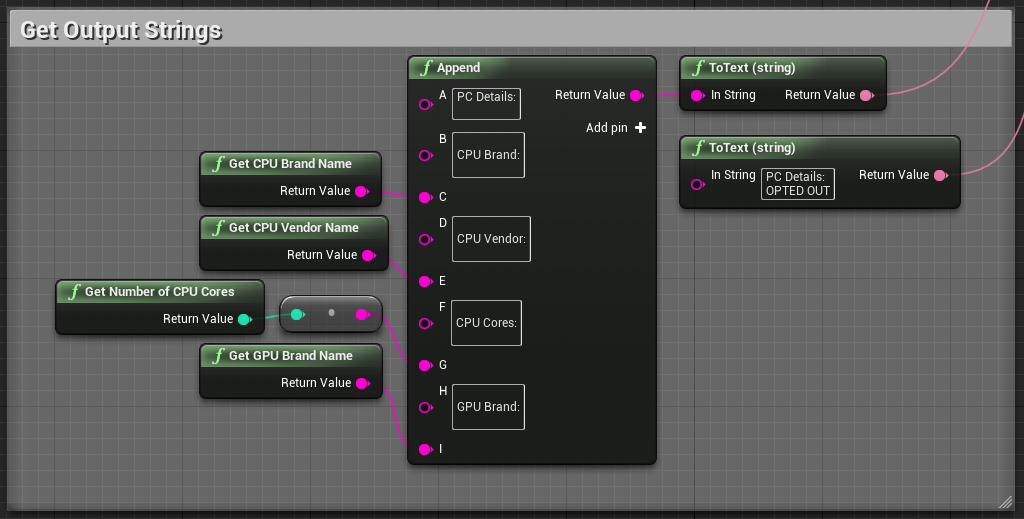 Get Output Strings
Append
A PC Details:
Return Value
Add pin
B CPU Brand:
C
D CPU Vendor:
E
F CPU Cores:
G
H GPU Brand:
I
ToText (string)
In String Return Value
ToText (string)
In String PC Details:
OPTED OUT
Return Value
Get CPU Brand Name
Return Value
Get CPU Vendor Name
Return Value
Get Number of CPU Cores
Return Value
Get GPU Brand Name
Return Value